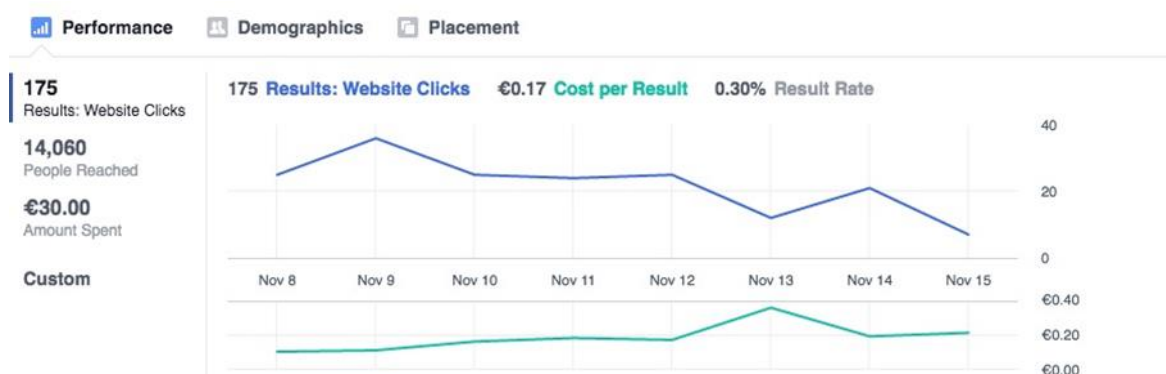 Performance Demographics Placement
175
Results: Website Clicks
14,060
People Reached
€30.00
Amount Spent
Custom
175 Results: Website Clicks €0.17 Cost per Result 0.30% Result Rate
40
20
0
Nov 8 Nov 9 Nov 10 Nov 11 Nov 12 Nov 13 Nov 14 Nov 15
€0.40
€0.20
€0.00